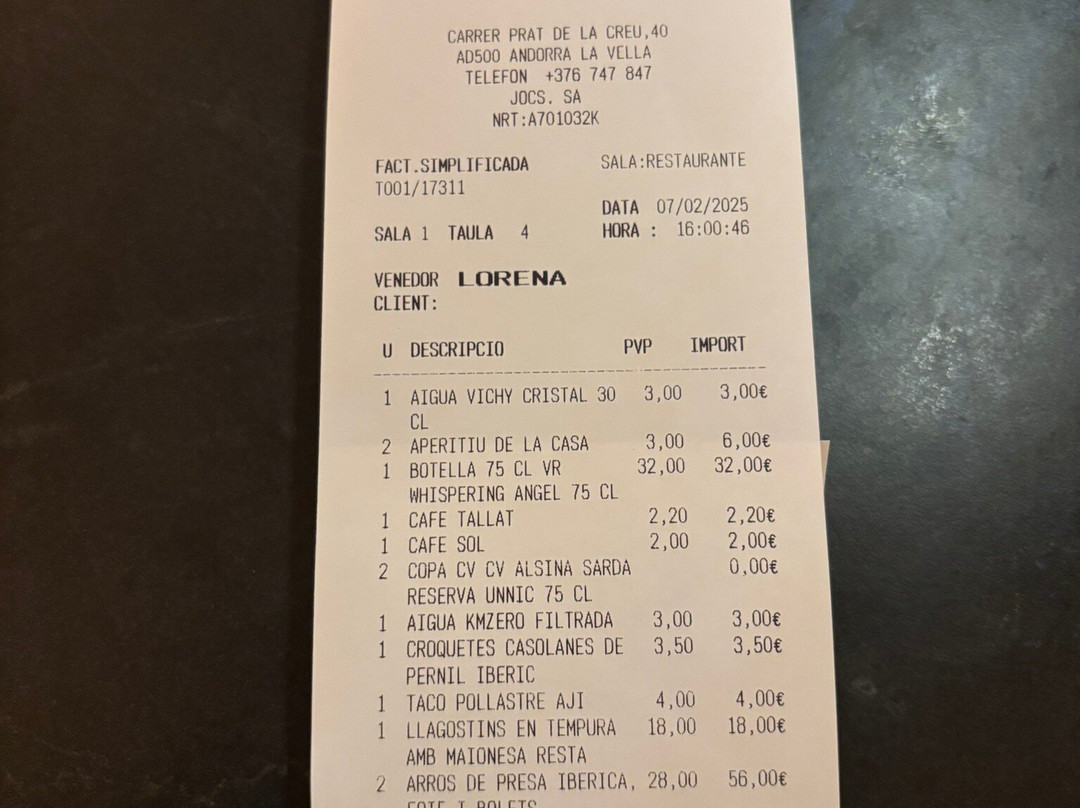 CARRER PRAT DE LA CREU,40
AD500 ANDORRA LA VELLA
TELEFON +376 747 847
JOCS. SA
NRT:A701032K
FACT.SIMPLIFICADA SALA:RESTAURANTE
T001/17311
DATA 07/02/2025
SALA 1 TAULA 4 HORA : 16:00:46
VENEDOR LORENA
CLIENT:
U DESCRIPCIO PVP IMPORT
1 AIGUA VICHY CRISTAL 30 3,00 3,00€
CL
2 APERITIU DE LA CASA 3,00 6,00€
1 BOTELLA 75 CL VR 32,00 32,00€
WHISPERING ANGEL 75 CL
1 CAFE TALLAT 2,20 2,20€
1 CAFE SOL 2,00 2,00€
2 COPA CV CV ALSINA SARDA 0,00€
RESERVA UNNIC 75 CL
1 AIGUA KMZERO FILTRADA 3,00 3,00€
1 CROQUETES CASOLANES DE 3,50 3,50€
PERNIL IBERIC
1 TACO POLLASTRE AJI 4,00 4,00€
1 LLAGOSTINS EN TEMPURA 18,00 18,00€
AMB MAIONESA RESTA
2 ARROS DE PRESA IBERICA, 28,00 56,00€
FOIE I BOLETS